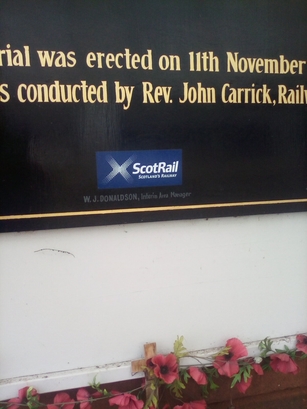 rial was erected on 11th November
s conducted by Rev. John Carrick, Railw
ScotRail
SCOTLAND'S RAILWAY
W. J. DONALDSON, Interim Area Manager